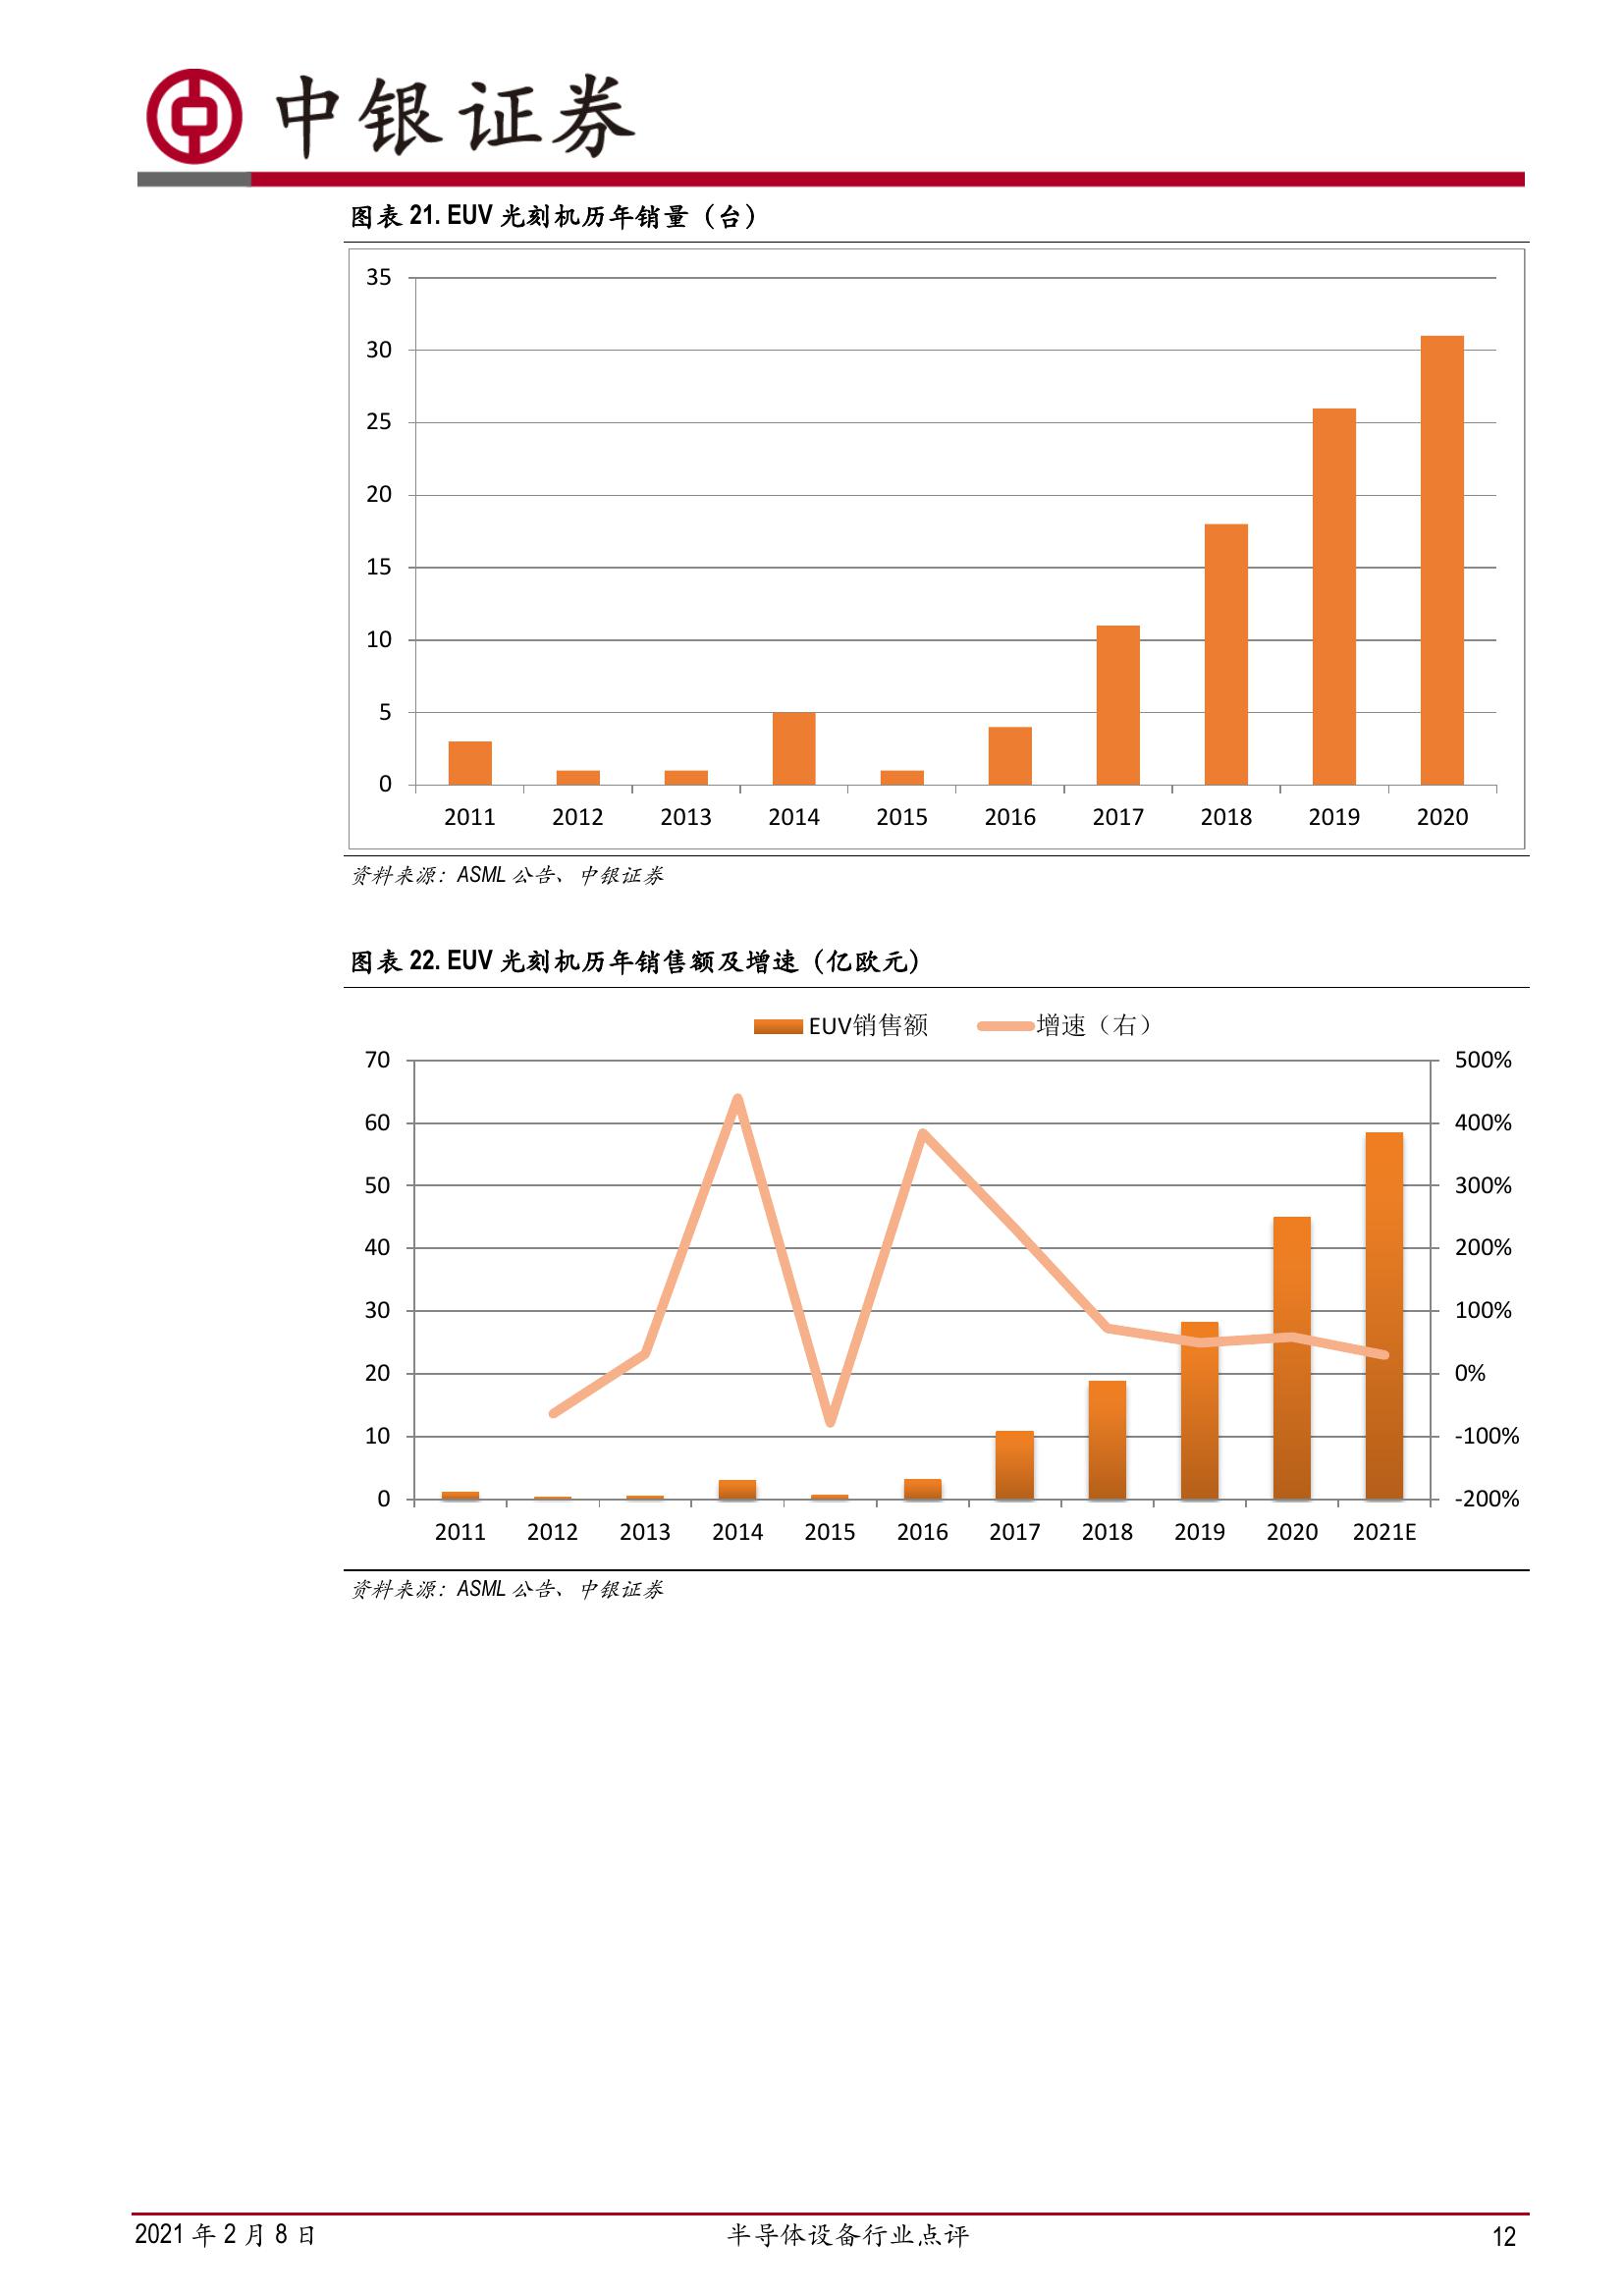 中银证券
图表 21. EUV 光刻机历年销量（台）
35
30
25
20
15
10
5
0
2011 2012 2013 2014 2015 2016 2017 2018 2019 2020
资料来源：ASML 公告、中银证券
图表 22. EUV 光刻机历年销售额及增速（亿欧元）
EUV销售额 增速（右）
70 500%
60 400%
50 300%
40 200%
30 100%
20 0%
10 -100%
0 -200%
2011 2012 2013 2014 2015 2016 2017 2018 2019 2020 2021E
资料来源：ASML 公告、中银证券
2021 年 2 月 8 日 半导体设备行业点评 12